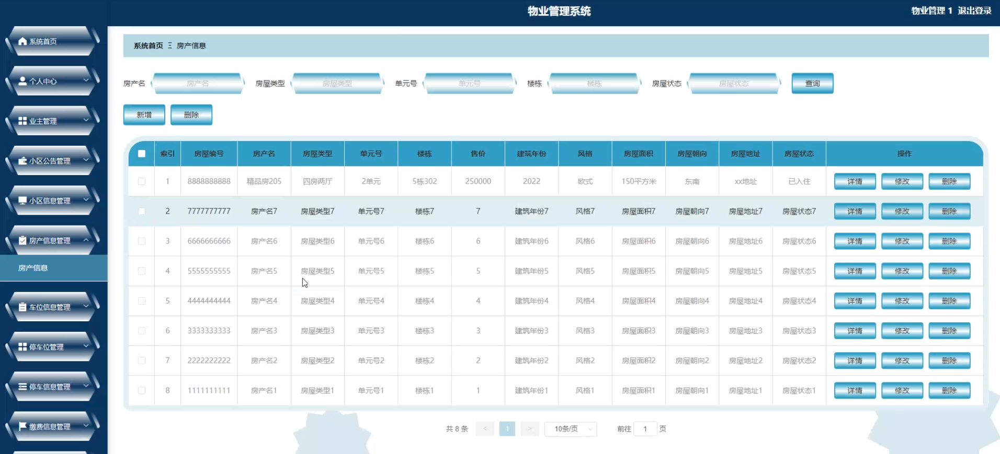 物业管理系统
物业管理 1 退出登录
系统首页
个人中心
业主管理
小区公告管理
小区信息管理
房产信息管理
房产信息
车位信息管理
停车位管理
停车信息管理
缴费信息管理
系统首页 Ξ 房产信息
房产名 房产名 房屋类型 房屋类型 单元号 单元号 楼栋 楼栋 房屋状态 房屋状态 查询
新增 删除
索引 房屋编号 房产名 房屋类型 单元号 楼栋 售价 建筑年份 风格 房屋面积 房屋朝向 房屋地址 房屋状态 操作
1 8888888888 精品房205 四房两厅 2单元 5栋302 250000 2022 欧式 150平方米 东南 xx地址 已入住 详情 修改 删除
2 7777777777 房产名7 房屋类型7 单元号7 楼栋7 7 建筑年份7 风格7 房屋面积7 房屋朝向7 房屋地址7 房屋状态7 详情 修改 删除
3 6666666666 房产名6 房屋类型6 单元号6 楼栋6 6 建筑年份6 风格6 房屋面积6 房屋朝向6 房屋地址6 房屋状态6 详情 修改 删除
4 5555555555 房产名5 房屋类型5 单元号5 楼栋5 5 建筑年份5 风格5 房屋面积5 房屋朝向5 房屋地址5 房屋状态5 详情 修改 删除
5 4444444444 房产名4 房屋类型4 单元号4 楼栋4 4 建筑年份4 风格4 房屋面积4 房屋朝向4 房屋地址4 房屋状态4 详情 修改 删除
6 3333333333 房产名3 房屋类型3 单元号3 楼栋3 3 建筑年份3 风格3 房屋面积3 房屋朝向3 房屋地址3 房屋状态3 详情 修改 删除
7 2222222222 房产名2 房屋类型2 单元号2 楼栋2 2 建筑年份2 风格2 房屋面积2 房屋朝向2 房屋地址2 房屋状态2 详情 修改 删除
8 1111111111 房产名1 房屋类型1 单元号1 楼栋1 1 建筑年份1 风格1 房屋面积1 房屋朝向1 房屋地址1 房屋状态1 详情 修改 删除
共 8 条 < 1 > 10条/页 前往 1 页